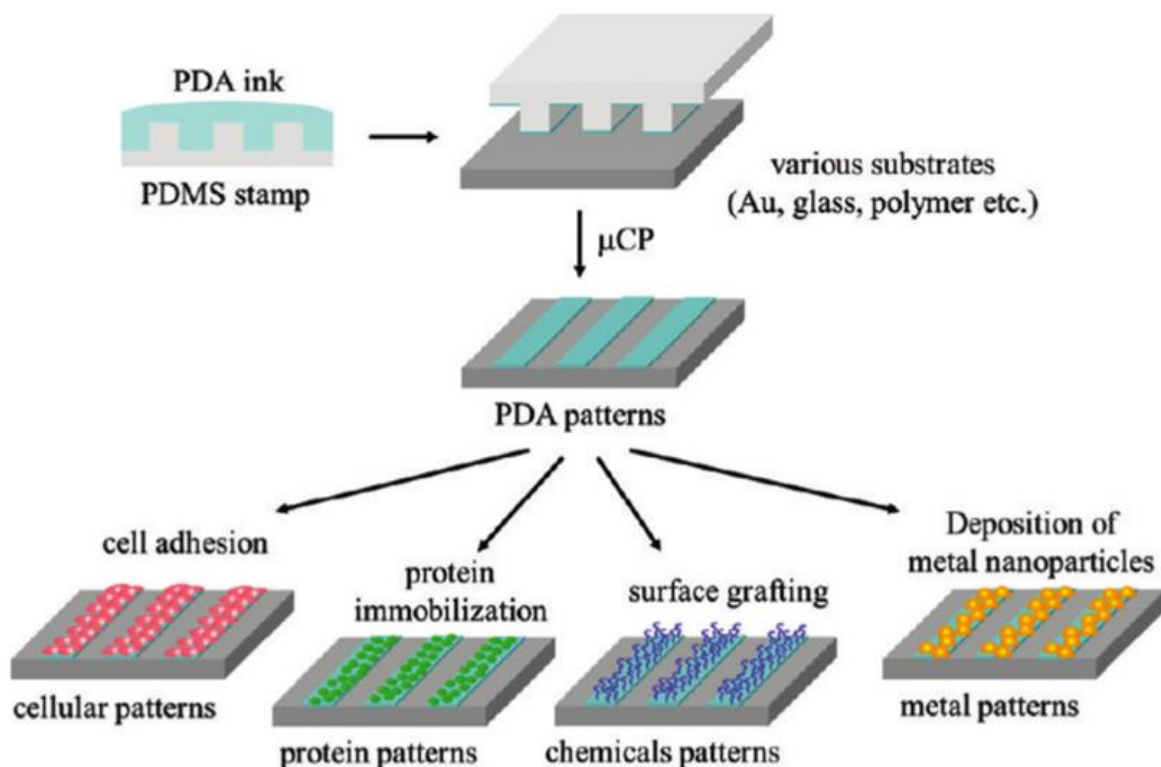 PDA ink
PDMS stamp
various substrates
(Au, glass, polymer etc.)
μCP
PDA patterns
cell adhesion
cellular patterns
protein
immobilization
protein patterns
surface grafting
chemicals patterns
Deposition of
metal nanoparticles
metal patterns